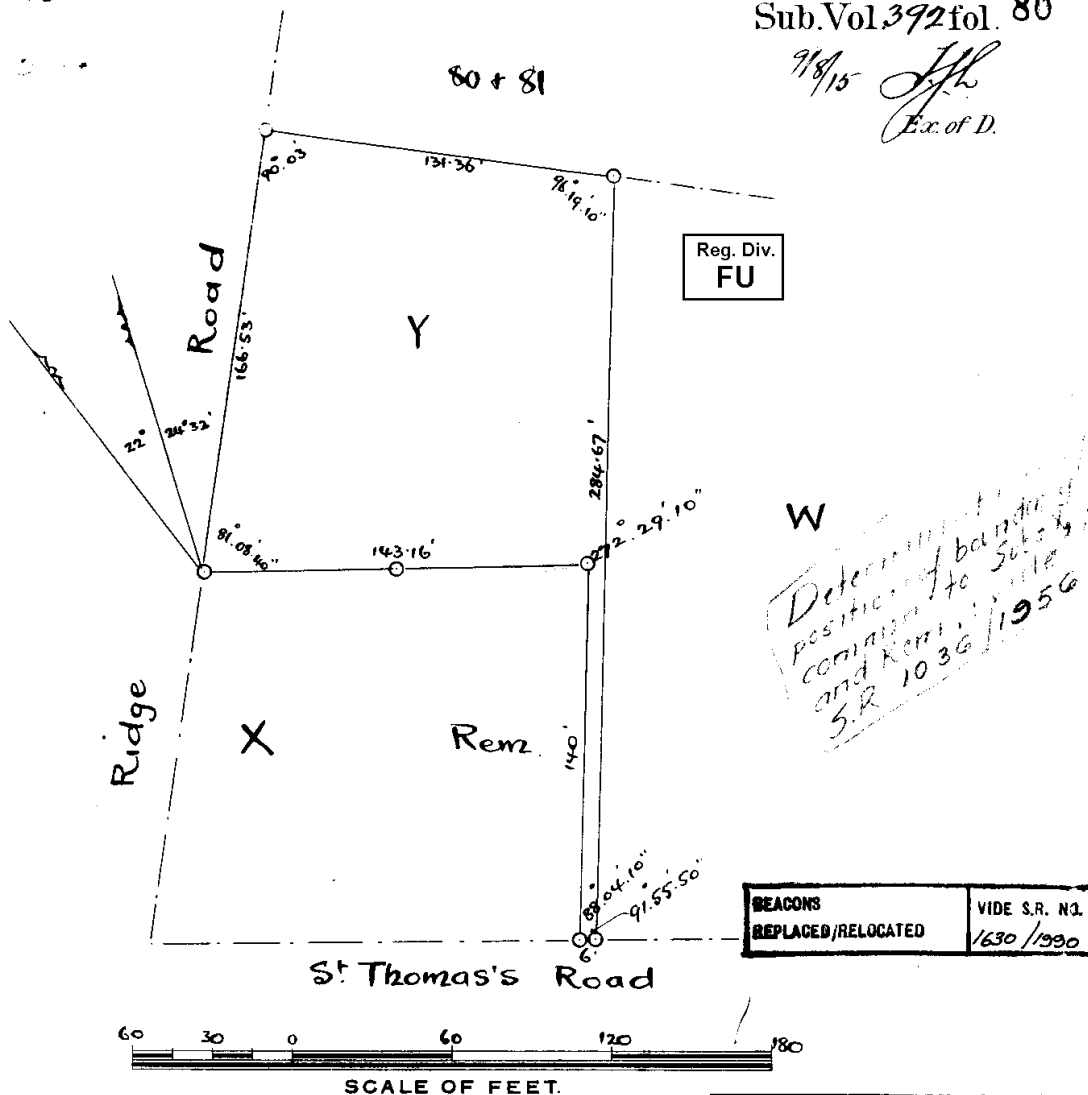 Sub.Vol.392 fol. 80
9/8/15
Ex. of D.
80 + 81
90°.03'
131·36'
96°.19'.10"
Reg. Div.
FU
Road
166·53'
Y
22°
24°32'
284·67'
81°.08'.40"
143·16'
272°.29'.10"
W
Determination of
position of boundary
common to Subs
and Rem. vide
S.R. 1036/1956
Ridge
X
Rem.
140'
88°.04'.10"
91°.55'.50"
6'
BEACONS
REPLACED/RELOCATED
VIDE S.R. NO.
1630/1990
St Thomas's Road
60 30 0 60 120 180
SCALE OF FEET.